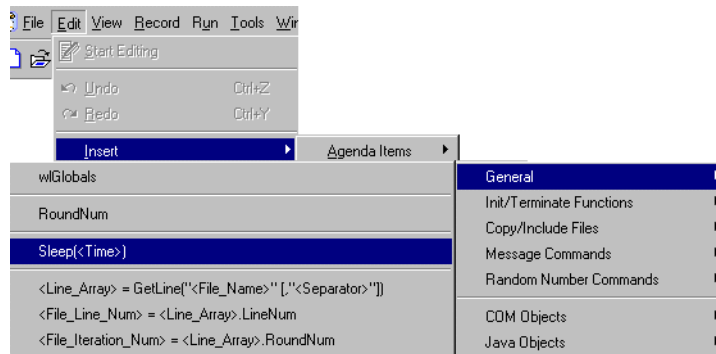 File Edit View Record Run Tools
Start Editing
Undo Ctrl+Z
Redo Ctrl+Y
Insert
Agenda Items
wlGlobals
RoundNum
Sleep(<Time>)
<Line_Array> = GetLine("<File_Name>" [,"<Separator>"])
<File_Line_Num> = <Line_Array>.LineNum
<File_Iteration_Num> = <Line_Array>.RoundNum
General
Init/Terminate Functions
Copy/Include Files
Message Commands
Random Number Commands
COM Objects
Java Objects